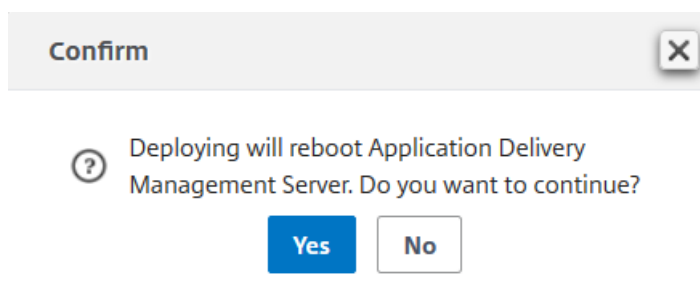 Confirm
Deploying will reboot Application Delivery
Management Server. Do you want to continue?
Yes No